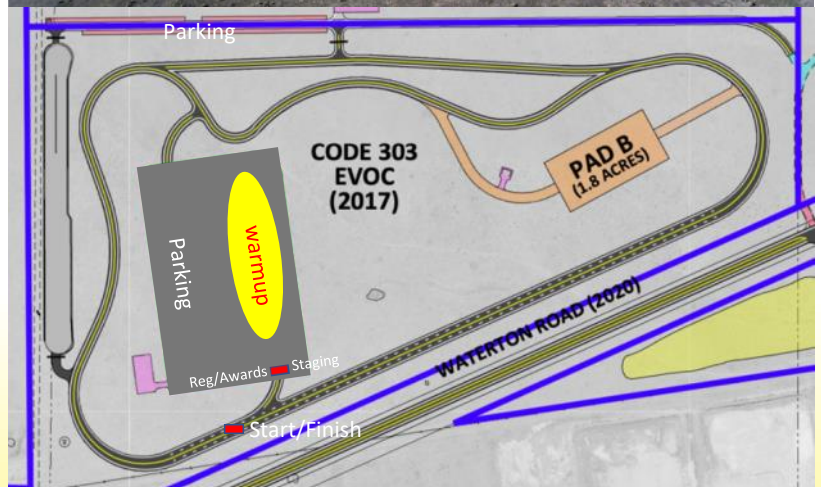 Parking
CODE 303
EVOC
(2017)
PAD B
(1.8 ACRES)
Parking
warmup
WATERTON ROAD (2020)
Reg/Awards
Staging
Start/Finish